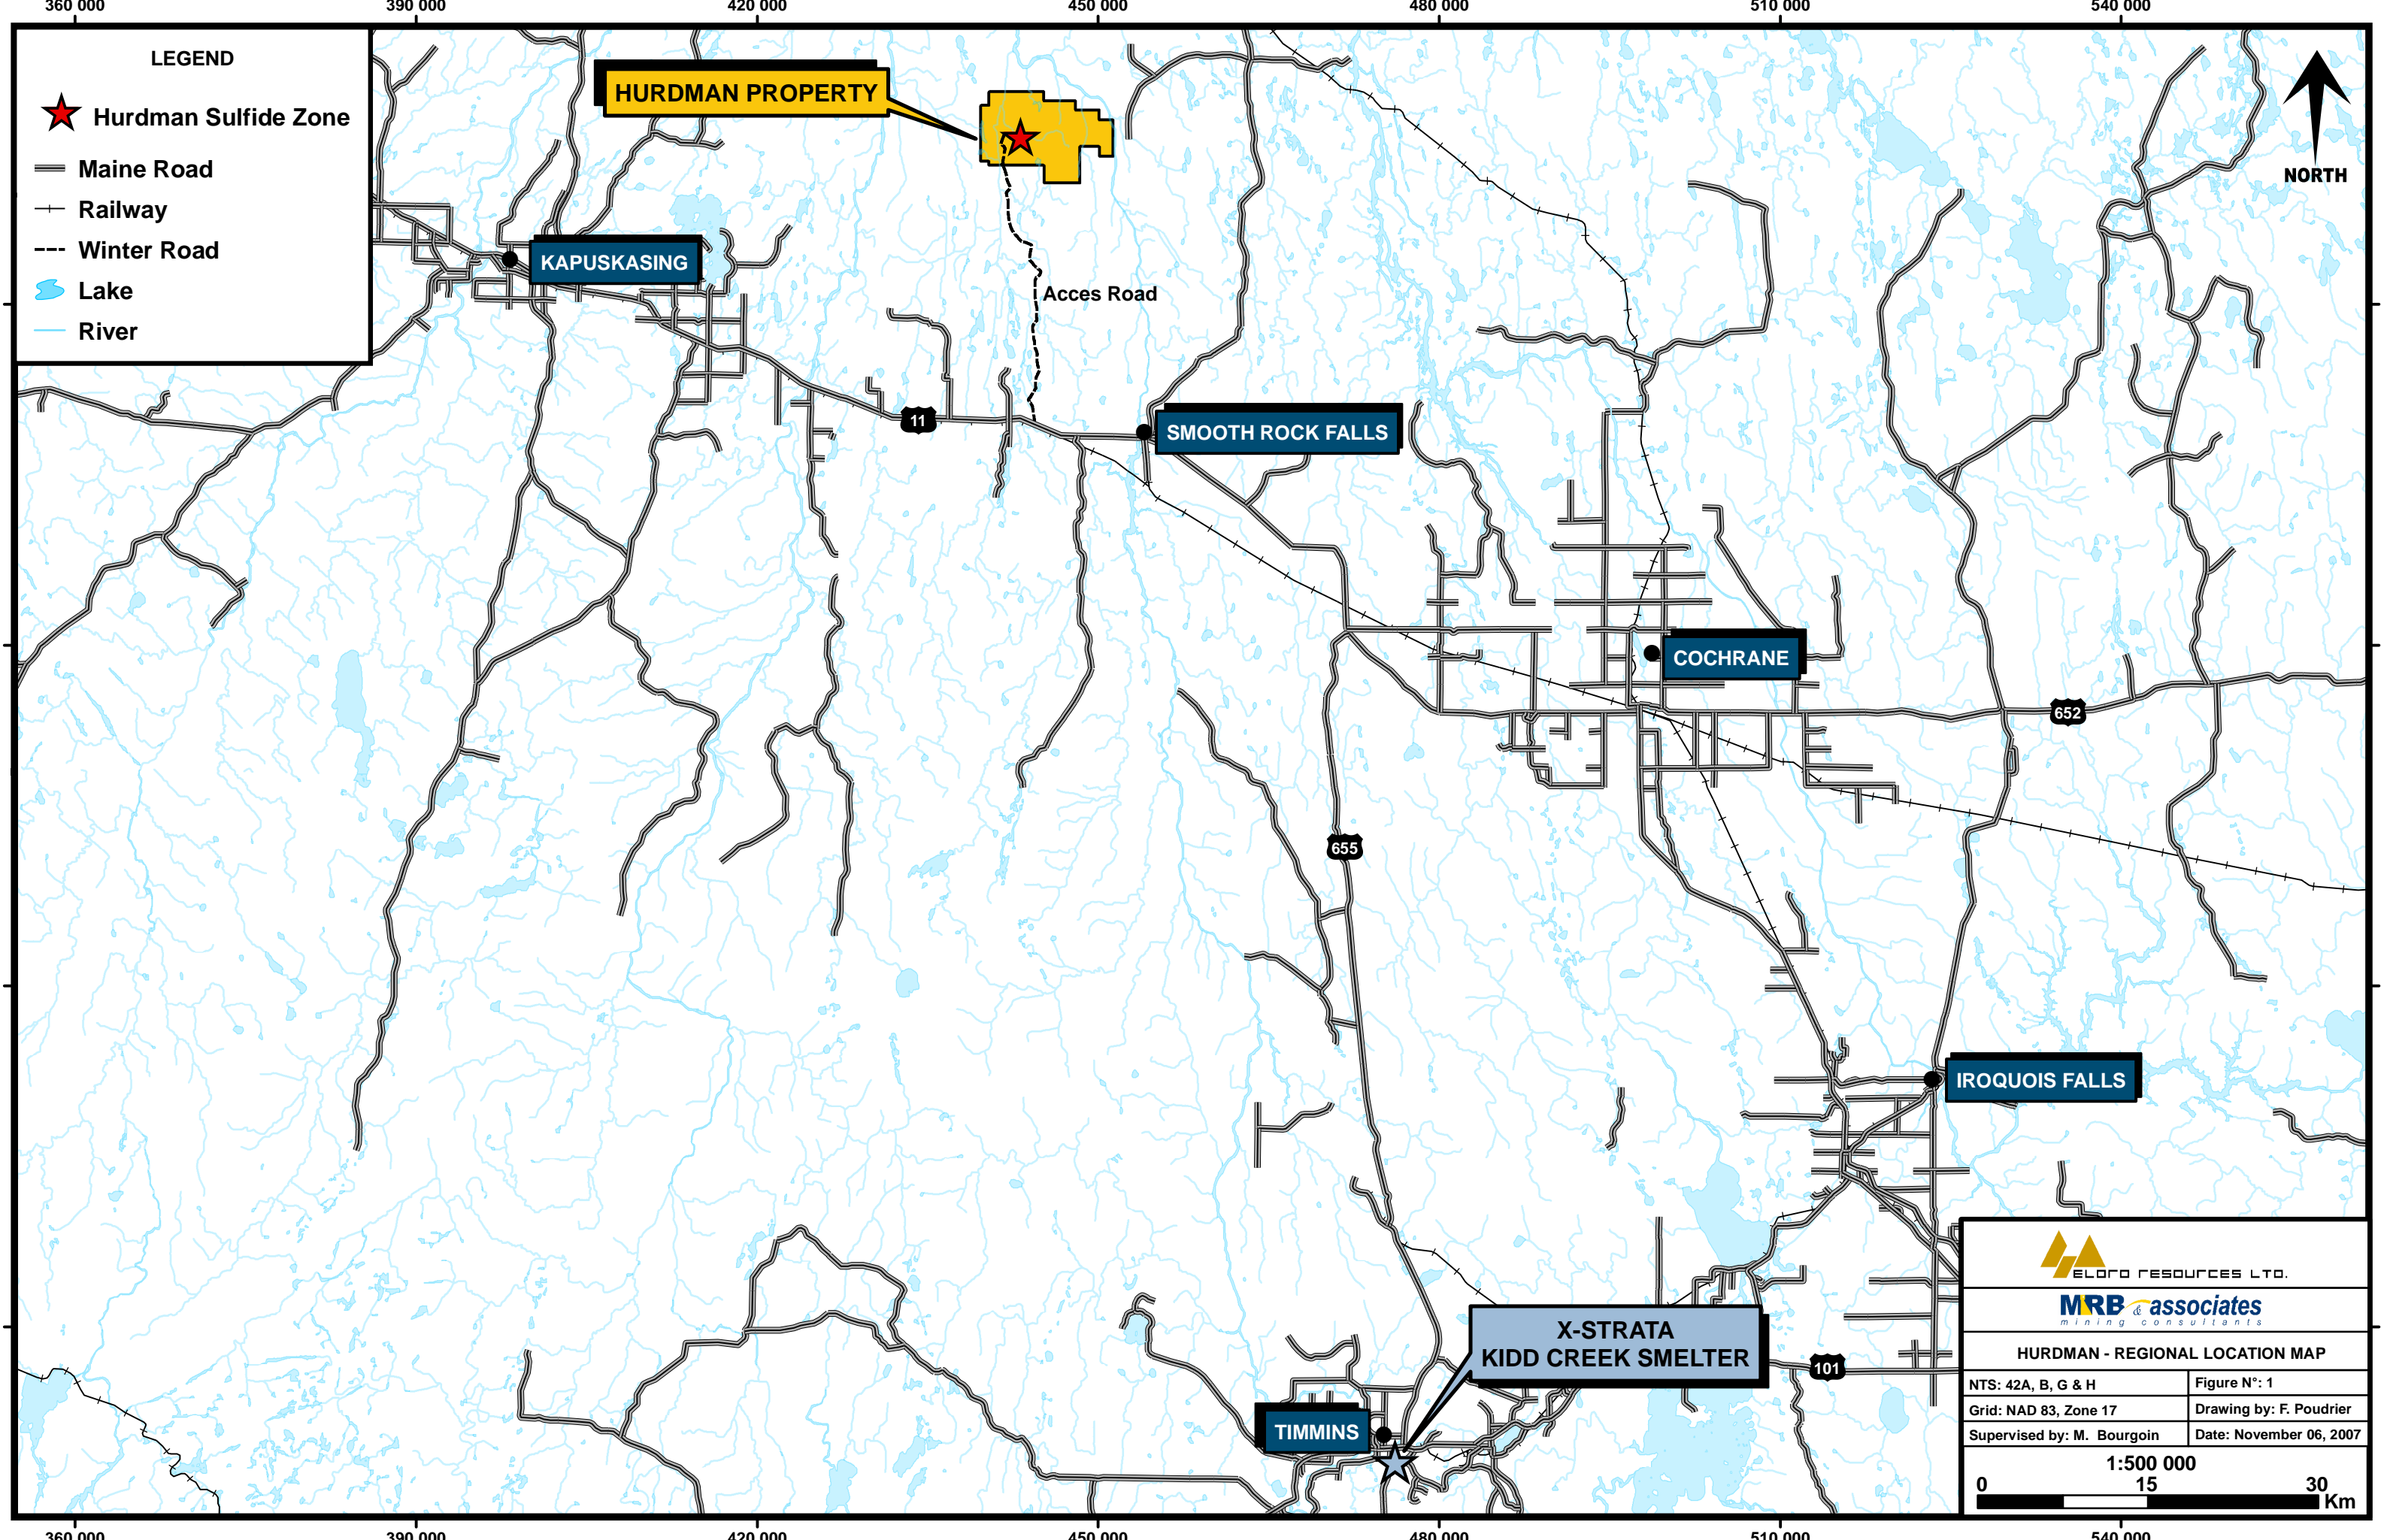 360 000
390 000
420 000
450 000
480 000
510 000
540 000
LEGEND
Hurdman Sulfide Zone
Maine Road
Railway
Winter Road
Lake
River
HURDMAN PROPERTY
NORTH
KAPUSKASING
Acces Road
11
SMOOTH ROCK FALLS
COCHRANE
652
655
IROQUOIS FALLS
X-STRATA
KIDD CREEK SMELTER
101
TIMMINS
ELORO RESOURCES LTD.
MRB & associates
mining consultants
HURDMAN - REGIONAL LOCATION MAP
NTS: 42A, B, G & H
Figure N°: 1
Grid: NAD 83, Zone 17
Drawing by: F. Poudrier
Supervised by: M. Bourgoin
Date: November 06, 2007
1:500 000
0 15 30
Km
360 000
390 000
420 000
450 000
480 000
510 000
540 000